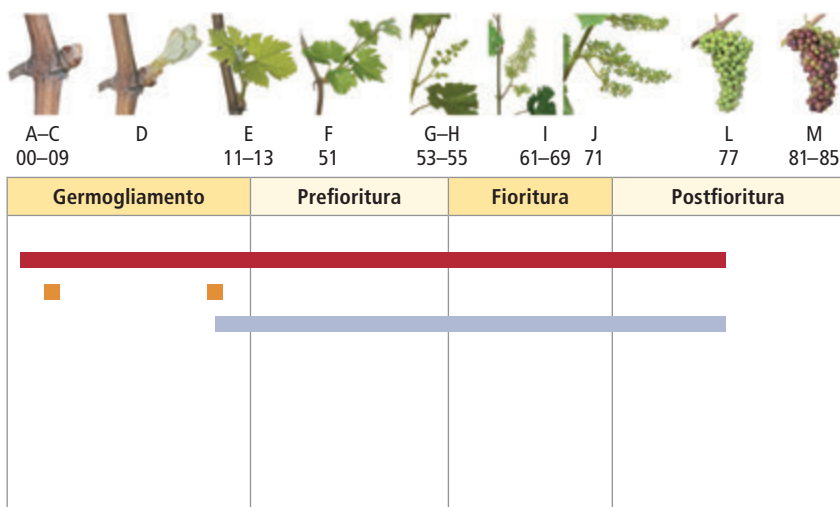 A–C D E F G–H I J L M
00–09 11–13 51 53–55 61–69 71 77 81–85
Germogliamento Prefioritura Fioritura Postfioritura